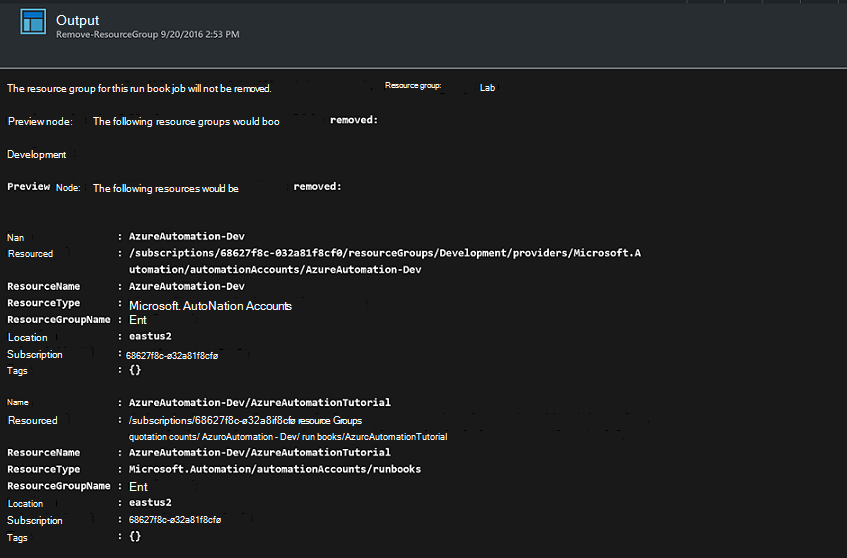 Output
Remove-ResourceGroup 9/20/2016 2:53 PM
The resource group for this run book job will not be removed. Resource group: Lab
Preview node: The following resource groups would boo removed:
Development
Preview Node: The following resources would be removed:
Nan : AzureAutomation-Dev
Resourced : /subscriptions/68627f8c-032a81f8cf0/resourceGroups/Development/providers/Microsoft.A
utomation/automationAccounts/AzureAutomation-Dev
ResourceName : AzureAutomation-Dev
ResourceType : Microsoft. AutoNation Accounts
ResourceGroupName : Ent
Location : eastus2
Subscription : 68627f8c-ø32a81f8cfø
Tags : {}
Name : AzureAutomation-Dev/AzureAutomationTutorial
Resourced : /subscriptions/68627f8c-ø32a8if8cfø resource Groups
quotation counts/ AzuroAutomation - Dev/ run books/AzurcAutomationTutorial
ResourceName : AzureAutomation-Dev/AzureAutomationTutorial
ResourceType : Microsoft.Automation/automationAccounts/runbooks
ResourceGroupName : Ent
Location : eastus2
Subscription : 68627f8c-ø32a81f8cfø
Tags : {}